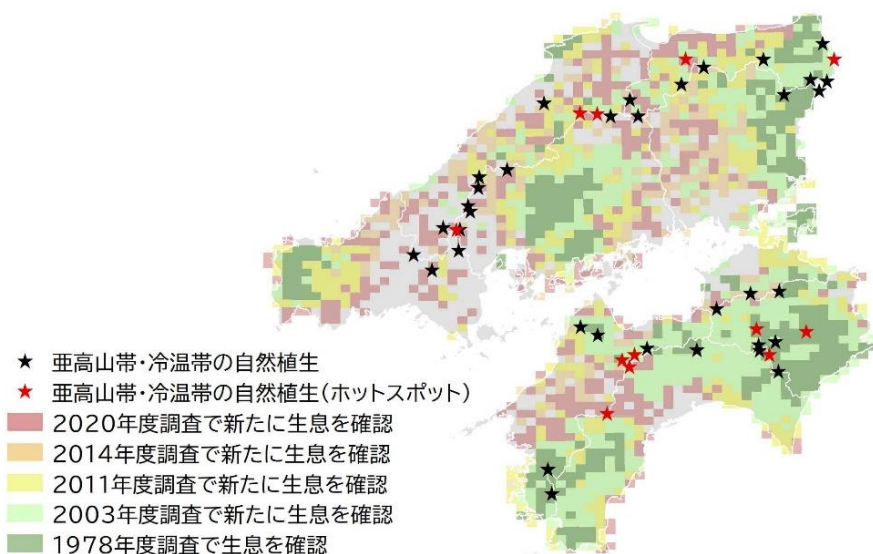 亜高山帯・冷温帯の自然植生
亜高山帯・冷温帯の自然植生(ホットスポット)
2020年度調査で新たに生息を確認
2014年度調査で新たに生息を確認
2011年度調査で新たに生息を確認
2003年度調査で新たに生息を確認
1978年度調査で生息を確認